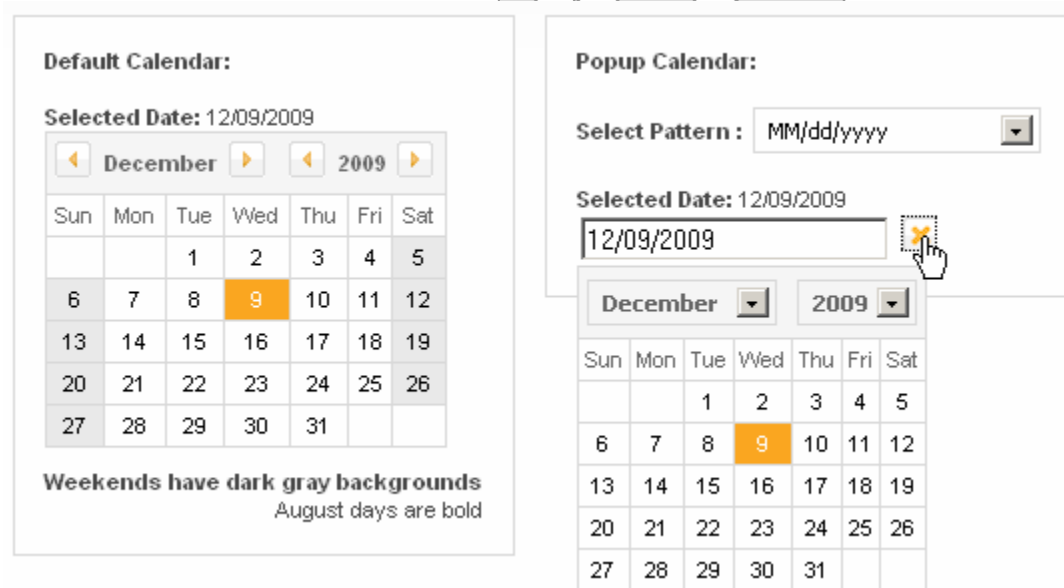 Default Calendar:
Selected Date: 12/09/2009
December 2009
Sun Mon Tue Wed Thu Fri Sat
1 2 3 4 5
6 7 8 9 10 11 12
13 14 15 16 17 18 19
20 21 22 23 24 25 26
27 28 29 30 31
Weekends have dark gray backgrounds
August days are bold
Popup Calendar:
Select Pattern : MM/dd/yyyy
Selected Date: 12/09/2009
12/09/2009
December 2009
Sun Mon Tue Wed Thu Fri Sat
1 2 3 4 5
6 7 8 9 10 11 12
13 14 15 16 17 18 19
20 21 22 23 24 25 26
27 28 29 30 31